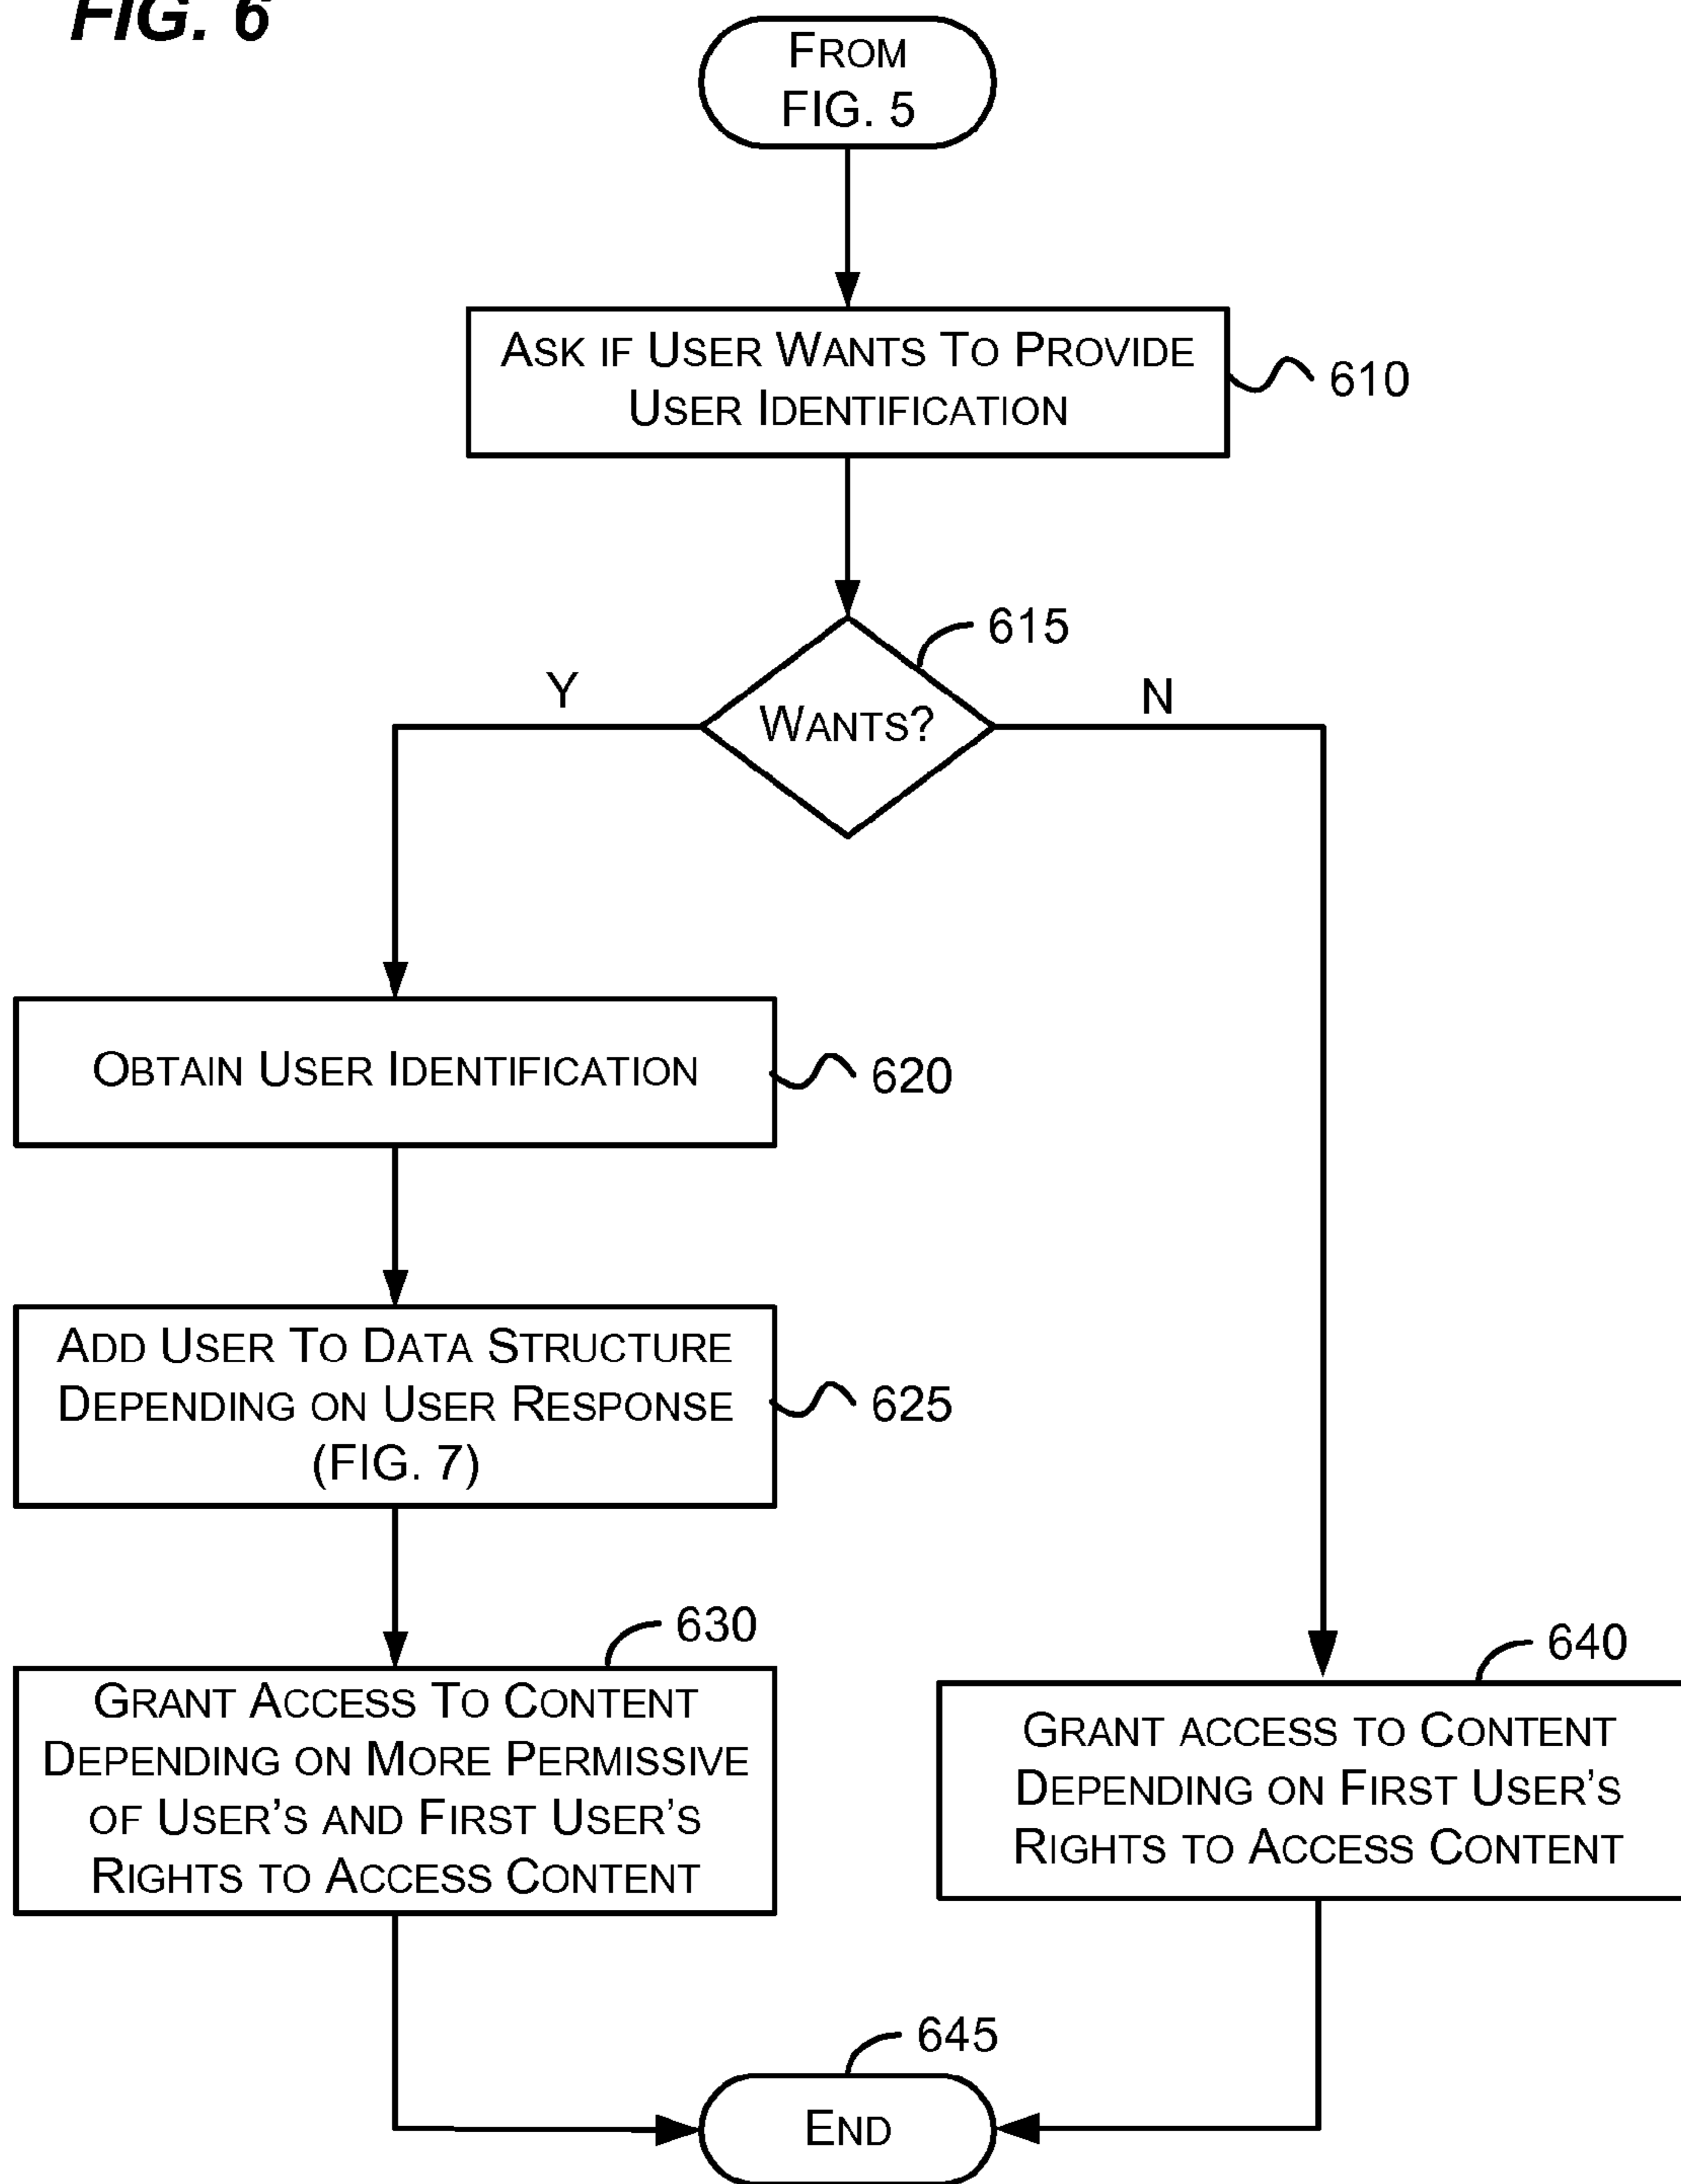 FIG. 6
FROM
FIG. 5
ASK IF USER WANTS TO PROVIDE
USER IDENTIFICATION
610
615
WANTS?
Y
N
OBTAIN USER IDENTIFICATION
620
ADD USER TO DATA STRUCTURE
DEPENDING ON USER RESPONSE
(FIG. 7)
625
630
GRANT ACCESS TO CONTENT
DEPENDING ON MORE PERMISSIVE
OF USER'S AND FIRST USER'S
RIGHTS TO ACCESS CONTENT
640
GRANT ACCESS TO CONTENT
DEPENDING ON FIRST USER'S
RIGHTS TO ACCESS CONTENT
645
END